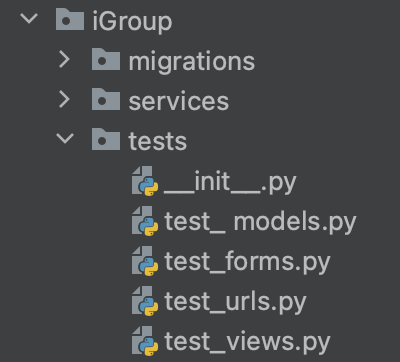 iGroup
migrations
services
tests
__init__.py
test_ models.py
test_forms.py
test_urls.py
test_views.py